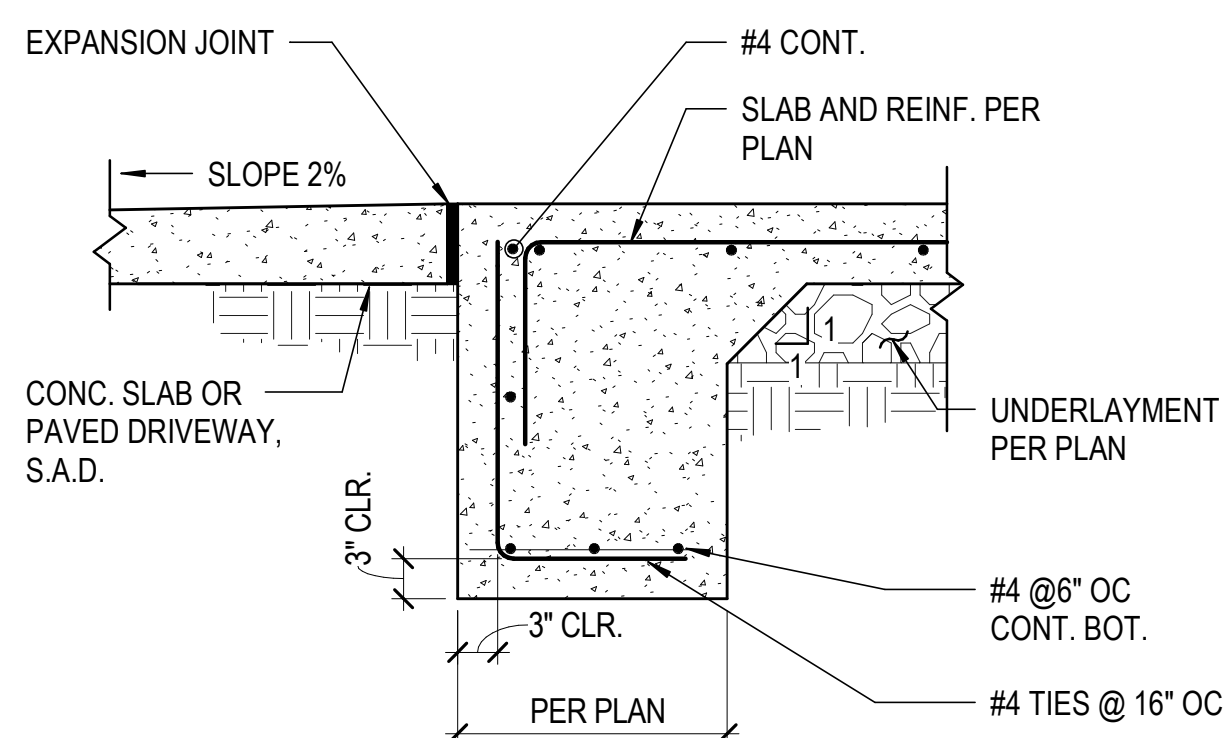 EXPANSION JOINT
#4 CONT.
SLAB AND REINF. PER
PLAN
SLOPE 2%
1
1
CONC. SLAB OR
PAVED DRIVEWAY,
S.A.D.
UNDERLAYMENT
PER PLAN
3" CLR.
3" CLR.
#4 @6" OC
CONT. BOT.
#4 TIES @ 16" OC
PER PLAN